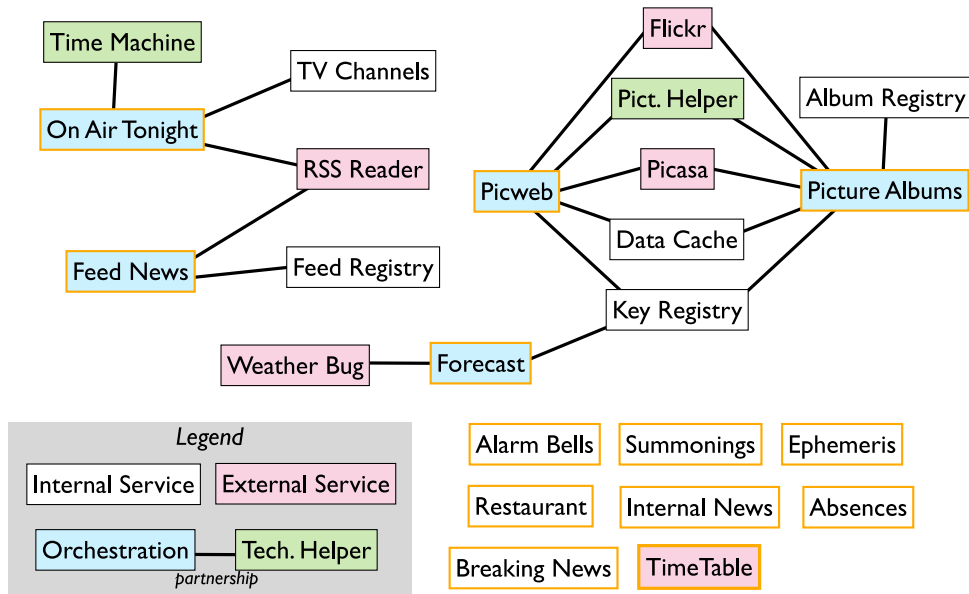 Time Machine
Flickr
TV Channels
Pict. Helper
Album Registry
On Air Tonight
RSS Reader
Picasa
Picweb
Picture Albums
Data Cache
Feed News
Feed Registry
Key Registry
Weather Bug
Forecast
Legend
Internal Service
External Service
Orchestration
Tech. Helper
partnership
Alarm Bells
Summonings
Ephemeris
Restaurant
Internal News
Absences
Breaking News
TimeTable